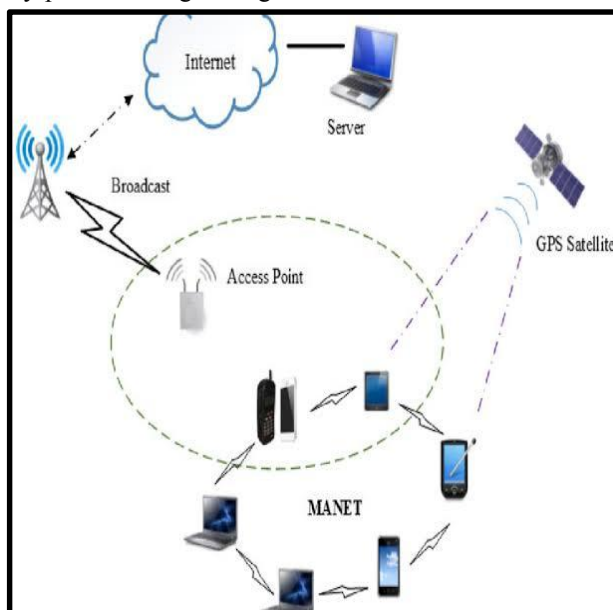 Internet
Server
Broadcast
GPS Satellite
Access Point
MANET